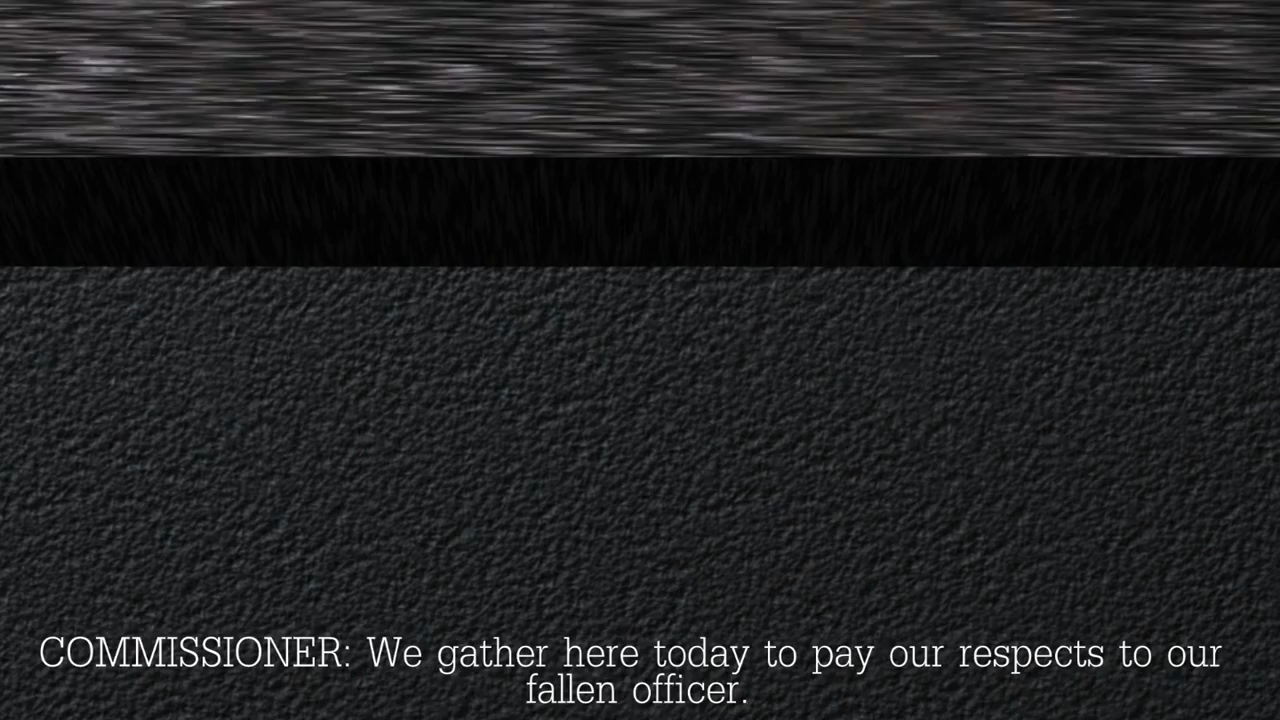 COMMISSIONER: We gather here today to pay our respects to our
fallen officer.